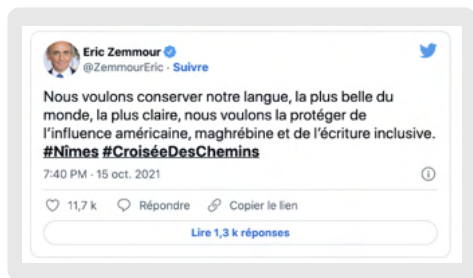 Eric Zemmour
@ZemmourEric · Suivre
Nous voulons conserver notre langue, la plus belle du
monde, la plus claire, nous voulons la protéger de
l'influence américaine, maghrébine et de l'écriture inclusive.
#Nîmes #CroiséeDesChemins
7:40 PM · 15 oct. 2021
11,7 k Répondre Copier le lien
Lire 1,3 k réponses